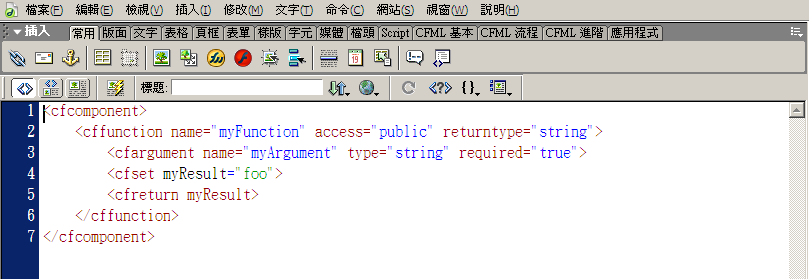 檔案(F) 編輯(E) 檢視(V) 插入(I) 修改(M) 文字(T) 命令(C) 網站(S) 視窗(W) 說明(H)
▼插入 常用 版面 文字 表格 頁框 表單 樣版 字元 媒體 檔頭 Script CFML 基本 CFML 流程 CFML 進階 應用程式
標題:
1 <cfcomponent>
2 <cffunction name="myFunction" access="public" returntype="string">
3 <cfargument name="myArgument" type="string" required="true">
4 <cfset myResult="foo">
5 <cfreturn myResult>
6 </cffunction>
7 </cfcomponent>